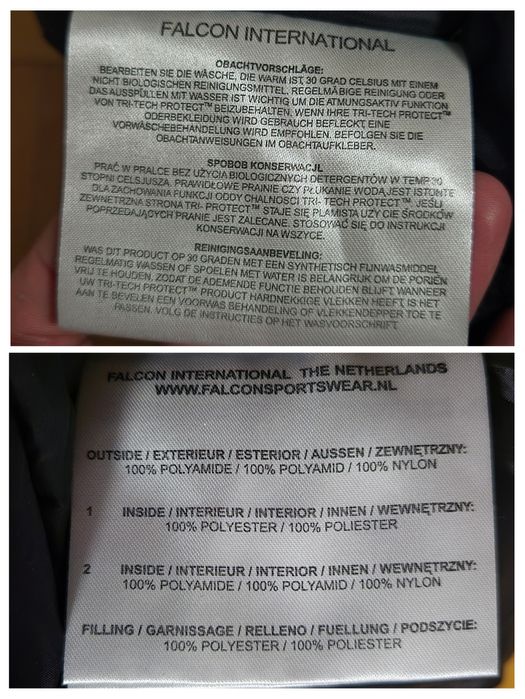 FALCON INTERNATIONAL
OBACHTVORSCHLÄGE:
BEARBEITEN SIE DIE WÄSCHE, DIE WARM IST, 30 GRAD CELSIUS MIT EINEM
NICHT BIOLOGISCHEN REINIGUNGSMITTEL. REGELMÄßIGE REINIGUNG ODER
DAS AUSSPÜLEN MIT WASSER IST WICHTIG UM DIE ATMUNGSAKTIV FUNKTION
VON TRI-TECH PROTECT™ BEIZUBEHALTEN. WENN IHRE TRI-TECH PROTECT™
ODERBEKLEIDUNG WIRD GEBRAUCH BEFLECKT, EINE
VORWÄSCHEBEHANDLUNG WIRD EMPFOHLEN. BEFOLGEN SIE DIE
OBACHTANWEISUNGEN IM OBACHTAUFKLEBER.
SPOBOB KONSERWACJI.
PRAĆ W PRALCE BEZ UŻYCIA BIOLOGICZNYCH DETERGENTÓW W TEMP 30
STOPNI CELSJUSZA. PRAWIDŁOWE PRAINIE CZY PŁUKANIE WODĄ JEST ISTONTE
DLA ZACHOWANIA FUNKCJI ODDY CHALNOSCI TRI- TECH PROTECT™ JEŚLI
ZEWNETRZNA STRONA TRI- PROTECT™ STAJE SIĘ PLAMISTA UŻY CIE ŚRODKÓW
POPRZEDAJĄCYCH PRANIE JEST ZALECANE. STOSOWAĆ SIĘ DO INSTRUKCJI
KONSERWACJI NA WSZYCE.
REINIGINGSAANBEVELING:
WAS DIT PRODUCT OP 30 GRADEN MET EEN SYNTHETISCH FIJNWASMIDDEL
REGELMATIG WASSEN OF SPOELEN MET WATER IS BELANGRIJK OM DE PORIËN
VRIJ TE HOUDEN, ZODAT DE ADEMENDE FUNCTIE BEHOUDEN BLIJFT WANNEER
UW TRI-TECH PROTECT™ PRODUCT HARDNEKKIGE VLEKKEN HEEFT IS HET
AAN TE BEVELEN EEN VOORWAS BEHANDELING OF VLEKKENDEPPER TOE TE
PASSEN. VOLG DE INSTRUCTIES OP HET WASVOORSCHRIFT
FALCON INTERNATIONAL THE NETHERLANDS
WWW.FALCONSPORTSWEAR.NL
OUTSIDE / EXTERIEUR / ESTERIOR / AUSSEN / ZEWNĘTRZNY:
100% POLYAMIDE / 100% POLYAMID / 100% NYLON
1 INSIDE / INTERIEUR / INTERIOR / INNEN / WEWNĘTRZNY:
100% POLYESTER / 100% POLIESTER
2 INSIDE / INTERIEUR / INTERIOR / INNEN / WEWNĘTRZNY:
100% POLYAMIDE / 100% POLYAMID / 100% NYLON
FILLING / GARNISSAGE / RELLENO / FUELLUNG / PODSZYCIE:
100% POLYESTER / 100% POLIESTER